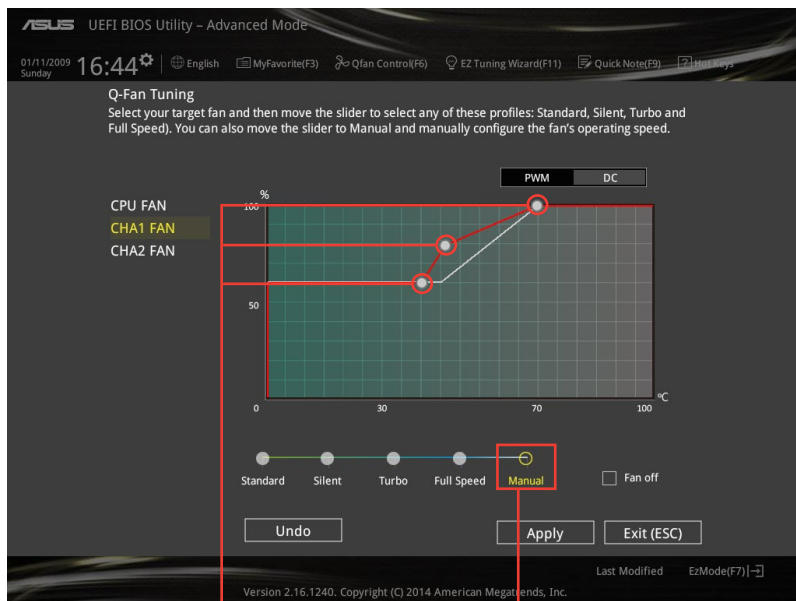 ASUS UEFI BIOS Utility – Advanced Mode
01/11/2009 Sunday 16:44 English MyFavorite(F3) Qfan Control(F6) EZ Tuning Wizard(F11) Quick Note(F9) ? Hot Keys
Q-Fan Tuning
Select your target fan and then move the slider to select any of these profiles: Standard, Silent, Turbo and
Full Speed). You can also move the slider to Manual and manually configure the fan's operating speed.
PWM DC
%
CPU FAN
100
CHA1 FAN
CHA2 FAN
50
°C
0 30 70 100
Standard Silent Turbo Full Speed Manual
Fan off
Undo Apply Exit (ESC)
Last Modified EzMode(F7)
Version 2.16.1240. Copyright (C) 2014 American Megatrends, Inc.